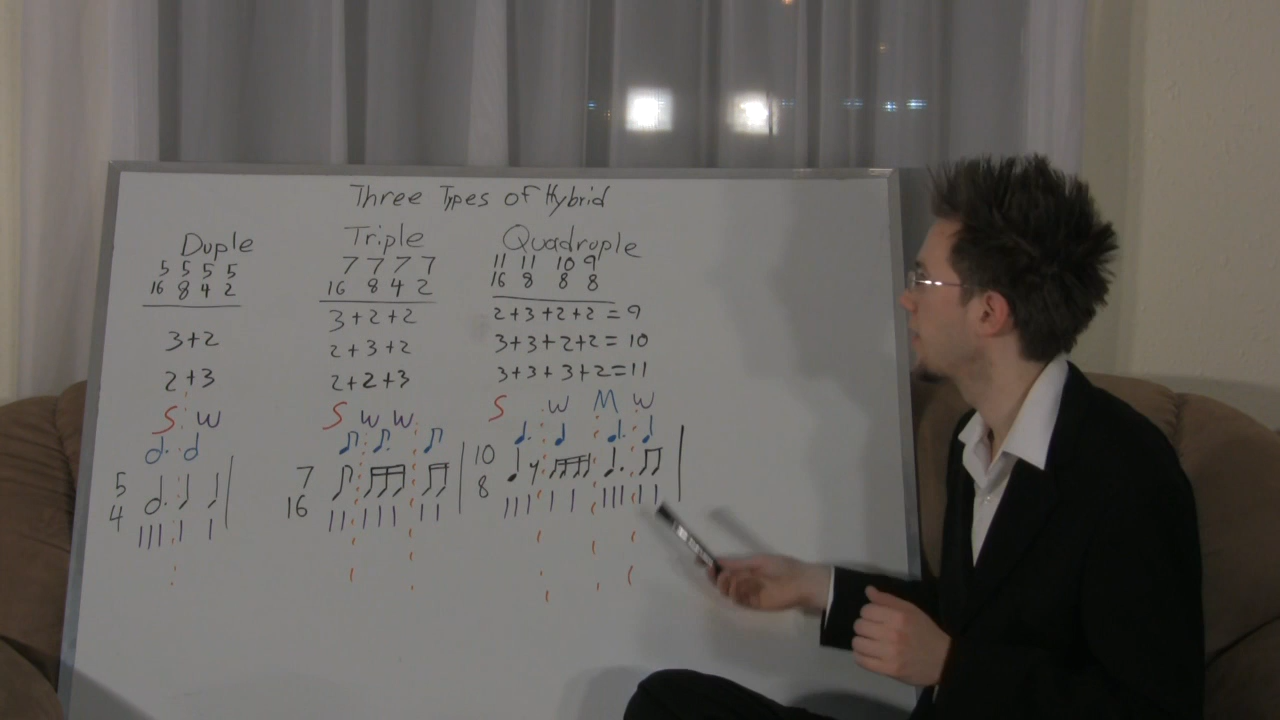 Three Types of Hybrid
Duple
5 5 5 5
16 8 4 2
3+2
2+3
S W
5
4
Triple
7 7 7 7
16 8 4 2
3+2+2
2+3+2
2+2+3
S W W
7
16
Quadruple
11 11 10 9
16 8 8 8
2+3+2+2=9
3+3+2+2=10
3+3+3+2=11
S W M W
10
8